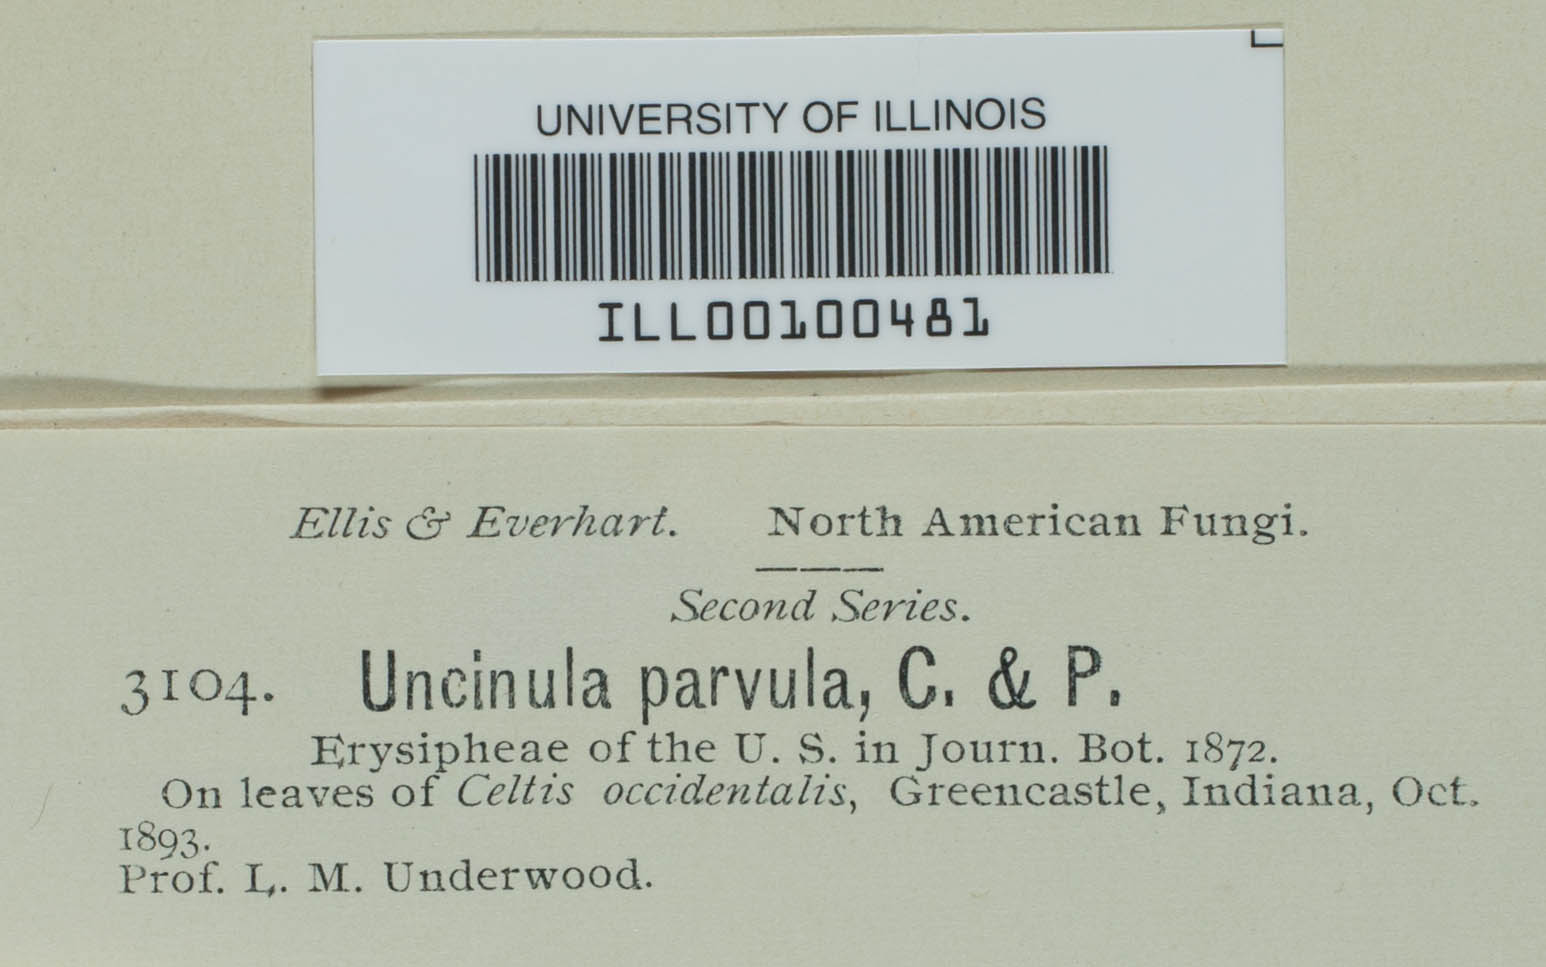 UNIVERSITY OF ILLINOIS
ILL00100481
Ellis & Everhart. North American Fungi.
Second Series.
3104. Uncinula parvula, C. & P.
Erysipheae of the U. S. in Journ. Bot. 1872.
On leaves of Celtis occidentalis, Greencastle, Indiana, Oct.
1893.
Prof. L. M. Underwood.